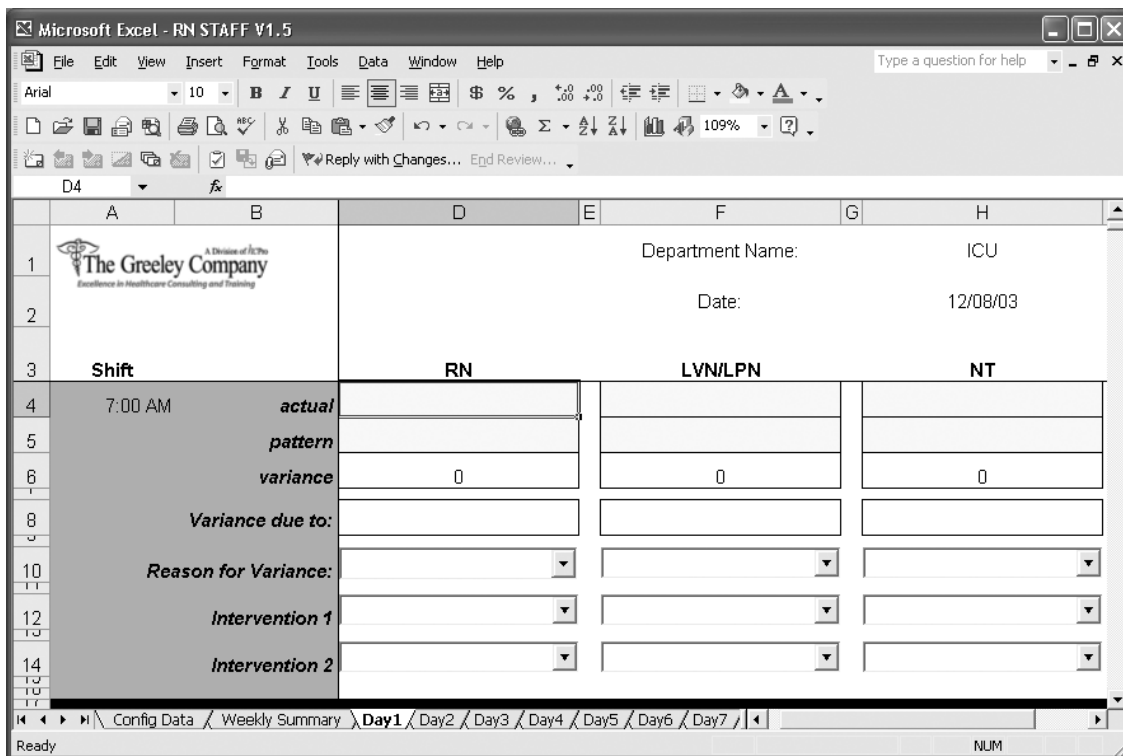 Microsoft Excel - RN STAFF V1.5
File Edit View Insert Format Tools Data Window Help
Type a question for help
Arial 10 B I U $ % , 109%
Reply with Changes... End Review...
D4 fx
A B D E F G H
A Division of HCPro
The Greeley Company
Excellence in Healthcare Consulting and Training
1 Department Name: ICU
2 Date: 12/08/03
3 Shift RN LVN/LPN NT
4 7:00 AM actual
5 pattern
6 variance 0 0 0
8 Variance due to:
10 Reason for Variance:
12 Intervention 1
14 Intervention 2
Config Data Weekly Summary Day1 Day2 Day3 Day4 Day5 Day6 Day7
Ready NUM